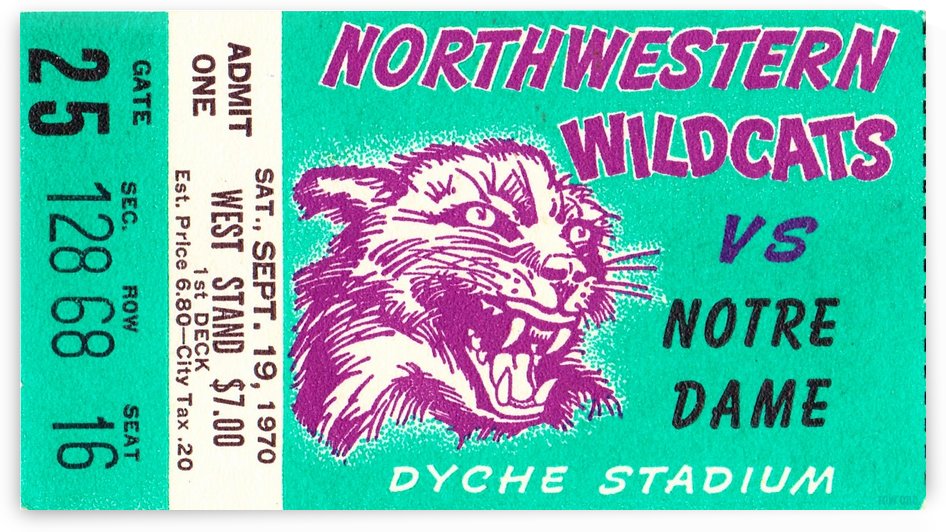 GATE
25
SEC.
128
ROW
68
SEAT
16
ADMIT
ONE
SAT., SEPT. 19, 1970
WEST STAND $7.00
1st DECK
Est. Price 6.80—City Tax .20
NORTHWESTERN
WILDCATS
VS
NOTRE
DAME
DYCHE STADIUM